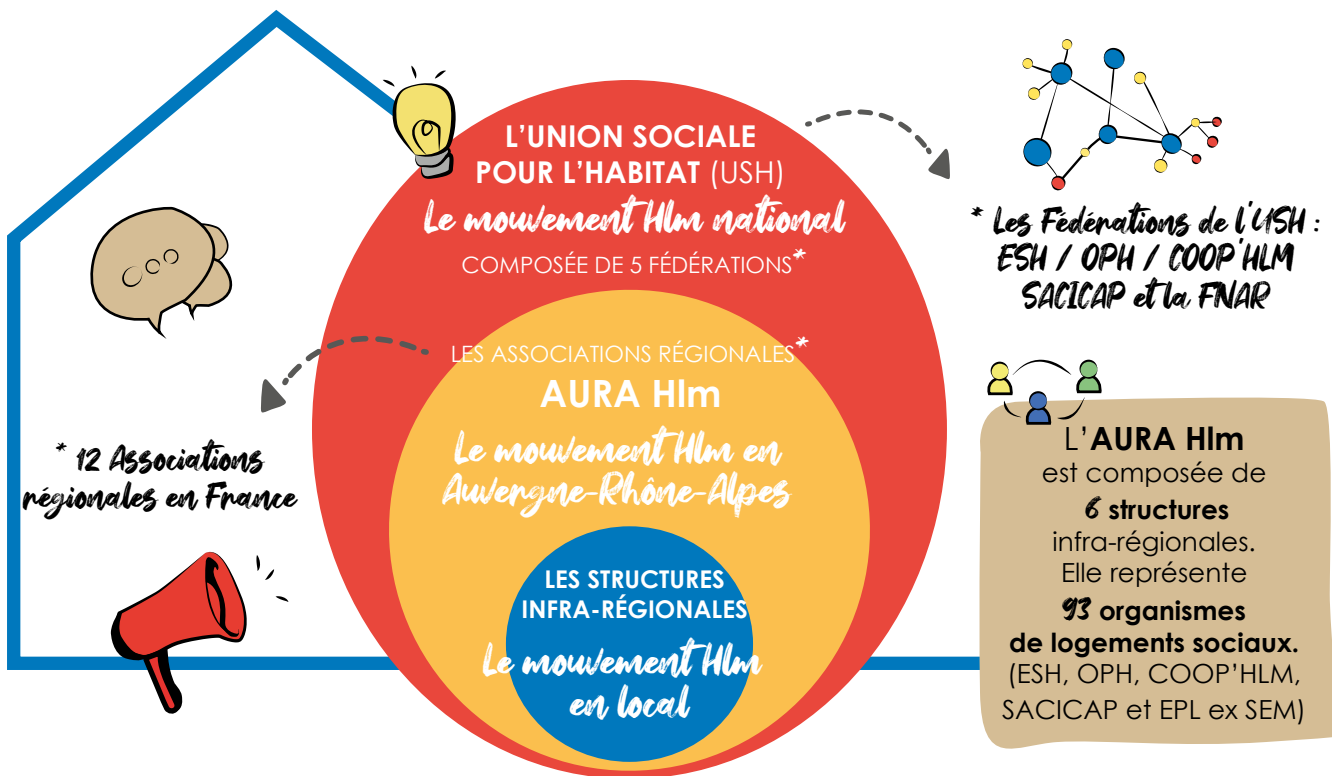 L'UNION SOCIALE
POUR L'HABITAT (USH)
Le mouvement Hlm national
COMPOSÉE DE 5 FÉDÉRATIONS*
* Les Fédérations de l'USH :
ESH / OPH / COOP'HLM
SACICAP et la FNAR
LES ASSOCIATIONS RÉGIONALES*
AURA Hlm
Le mouvement Hlm en
Auvergne-Rhône-Alpes
* 12 Associations
régionales en France
LES STRUCTURES
INFRA-RÉGIONALES
Le mouvement Hlm
en local
L'AURA Hlm
est composée de
6 structures
infra-régionales.
Elle représente
93 organismes
de logements sociaux.
(ESH, OPH, COOP'HLM,
SACICAP et EPL ex SEM)